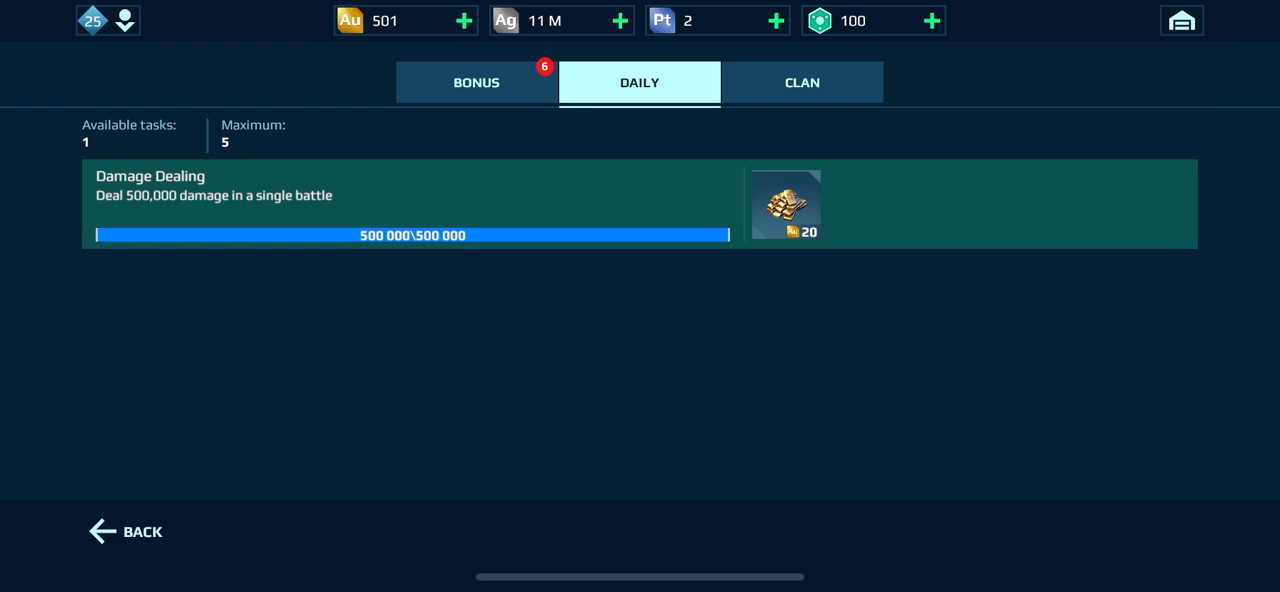 25
Au 501
Ag 11 M
Pt 2
100
BONUS 6
DAILY
CLAN
Available tasks:
1
Maximum:
5
Damage Dealing
Deal 500,000 damage in a single battle
500 000\500 000
Au 20
BACK